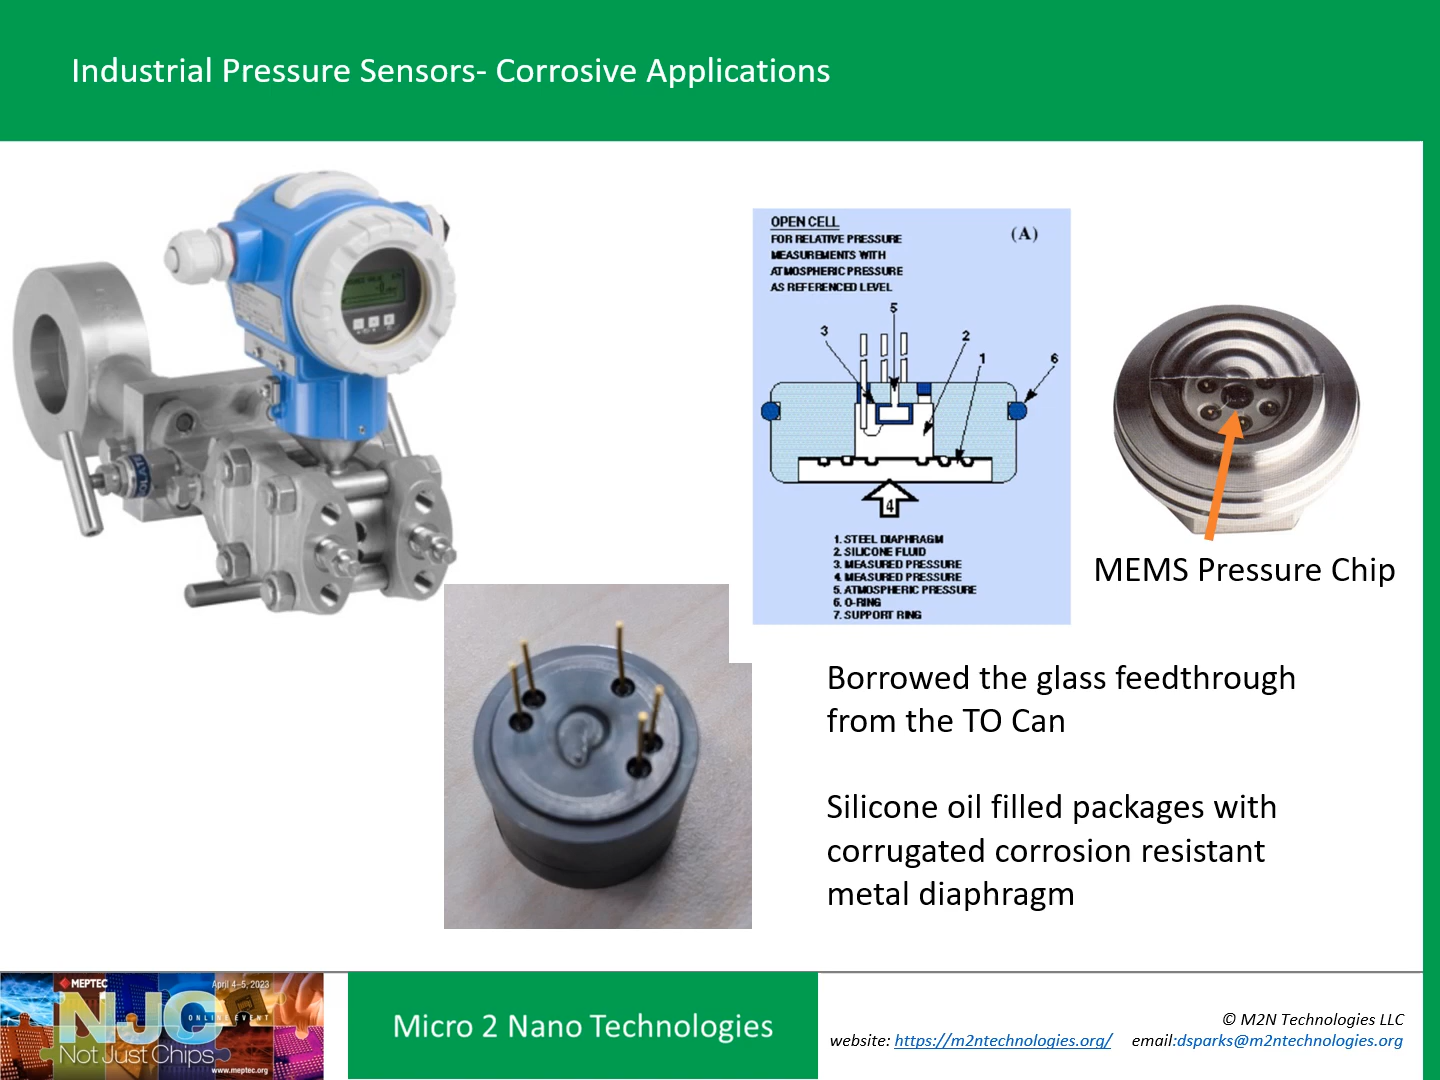 Industrial Pressure Sensors- Corrosive Applications
OPEN CELL
FOR RELATIVE PRESSURE
MEASUREMENTS WITH
ATMOSPHERIC PRESSURE
AS REFERENCED LEVEL
(A)
5
3
2
1
6
4
1. STEEL DIAPHRAGM
2. SILICONE FLUID
3. MEASURED PRESSURE
4. MEASURED PRESSURE
5. ATMOSPHERIC PRESSURE
6. O-RING
7. SUPPORT RING
MEMS Pressure Chip
Borrowed the glass feedthrough
from the TO Can
Silicone oil filled packages with
corrugated corrosion resistant
metal diaphragm
MEPTEC
April 4-5, 2023
NJC
ONLINE EVENT
Not Just Chips
www.meptec.org
Micro 2 Nano Technologies
© M2N Technologies LLC
website: https://m2ntechnologies.org/ email:dsparks@m2ntechnologies.org